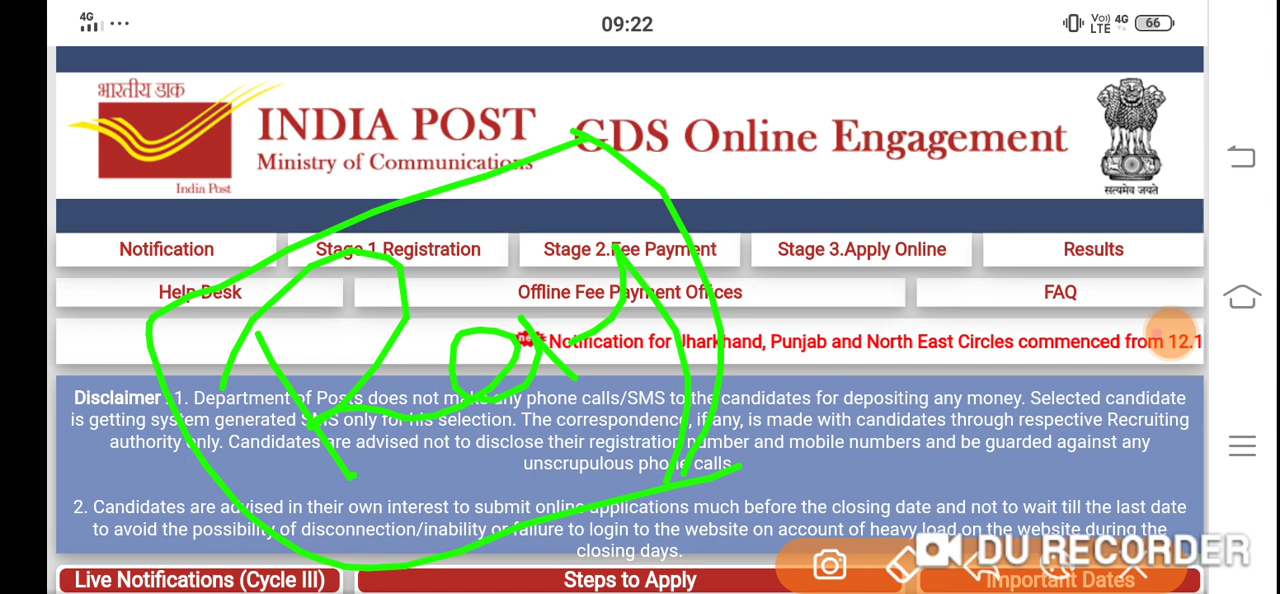 4G
09:22
Vo)) 4G
LTE
66
भारतीय डाक
INDIA POST
Ministry of Communications
India Post
GDS Online Engagement
सत्यमेव जयते
Notification
Stage 1.Registration
Stage 2.Fee Payment
Stage 3.Apply Online
Results
Help Desk
Offline Fee Payment Offices
FAQ
new Notification for Jharkhand, Punjab and North East Circles commenced from 12.1
Disclaimer :1. Department of Posts does not make any phone calls/SMS to the candidates for depositing any money. Selected candidate
is getting system generated SMS only for his selection. The correspondence, if any, is made with candidates through respective Recruiting
authority only. Candidates are advised not to disclose their registration number and mobile numbers and be guarded against any
unscrupulous phone calls.
2. Candidates are advised in their own interest to submit online applications much before the closing date and not to wait till the last date
to avoid the possibility of disconnection/inability or failure to login to the website on account of heavy load on the website during the
closing days.
DU RECORDER
Live Notifications (Cycle III)
Steps to Apply
Important Dates